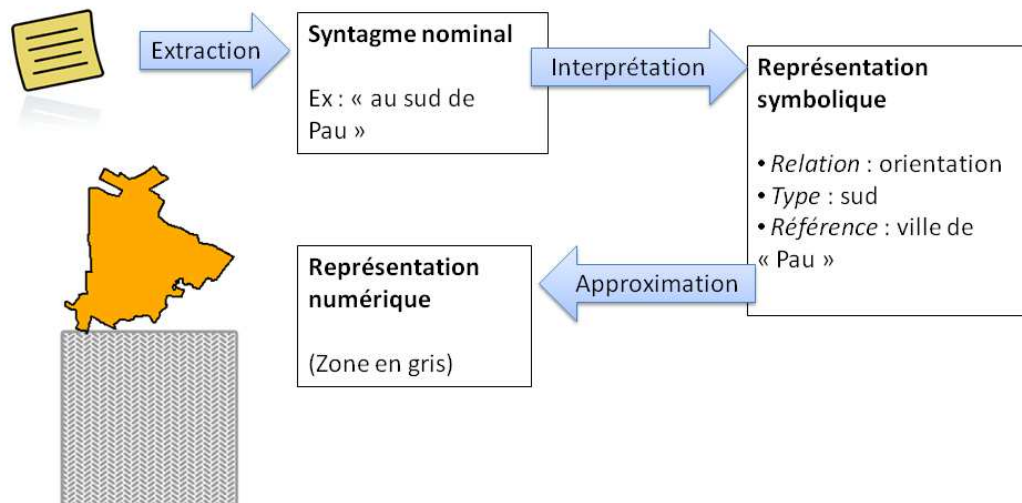 Extraction
Syntagme nominal
Ex : « au sud de
Pau »
Interprétation
Représentation
symbolique
• Relation : orientation
• Type : sud
• Référence : ville de
« Pau »
Approximation
Représentation
numérique
(Zone en gris)